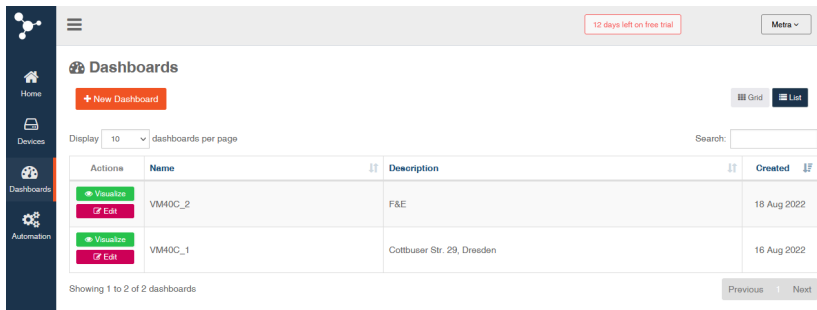 12 days left on free trial
Metra
Home
Devices
Dashboards
Automation
Dashboards
+ New Dashboard
Grid
List
Display 10 dashboards per page
Search:
Actions Name Description Created
Visualize
Edit
VM40C_2 F&E 18 Aug 2022
Visualize
Edit
VM40C_1 Cottbuser Str. 29, Dresden 16 Aug 2022
Showing 1 to 2 of 2 dashboards
Previous 1 Next